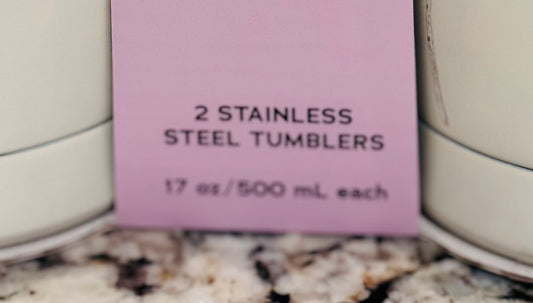 2 STAINLESS
STEEL TUMBLERS
17 oz/500 mL each